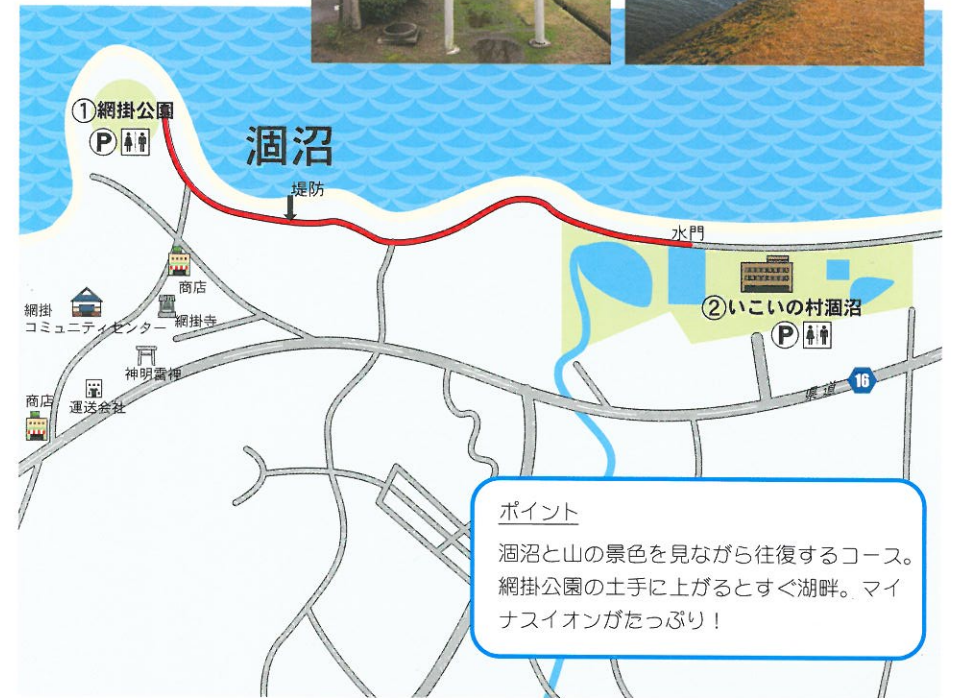 ①網掛公園
P
涸沼
堤防
水門
商店
②いこいの村涸沼
P
網掛
コミュニティセンター
網掛寺
神明雷神
県道
16
商店
運送会社
ポイント
涸沼と山の景色を見ながら往復するコース。
網掛公園の土手に上がるとすぐ湖畔。マイ
ナスイオンがたっぷり！